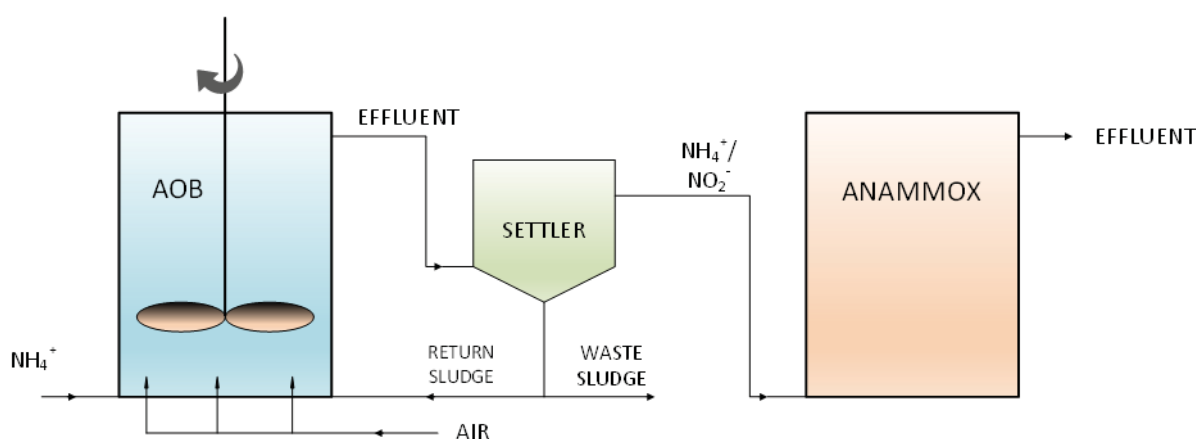 EFFLUENT
EFFLUENT
NH₄⁺/
NO₂⁻
AOB
ANAMMOX
SETTLER
NH₄⁺
RETURN
SLUDGE
WASTE
SLUDGE
AIR